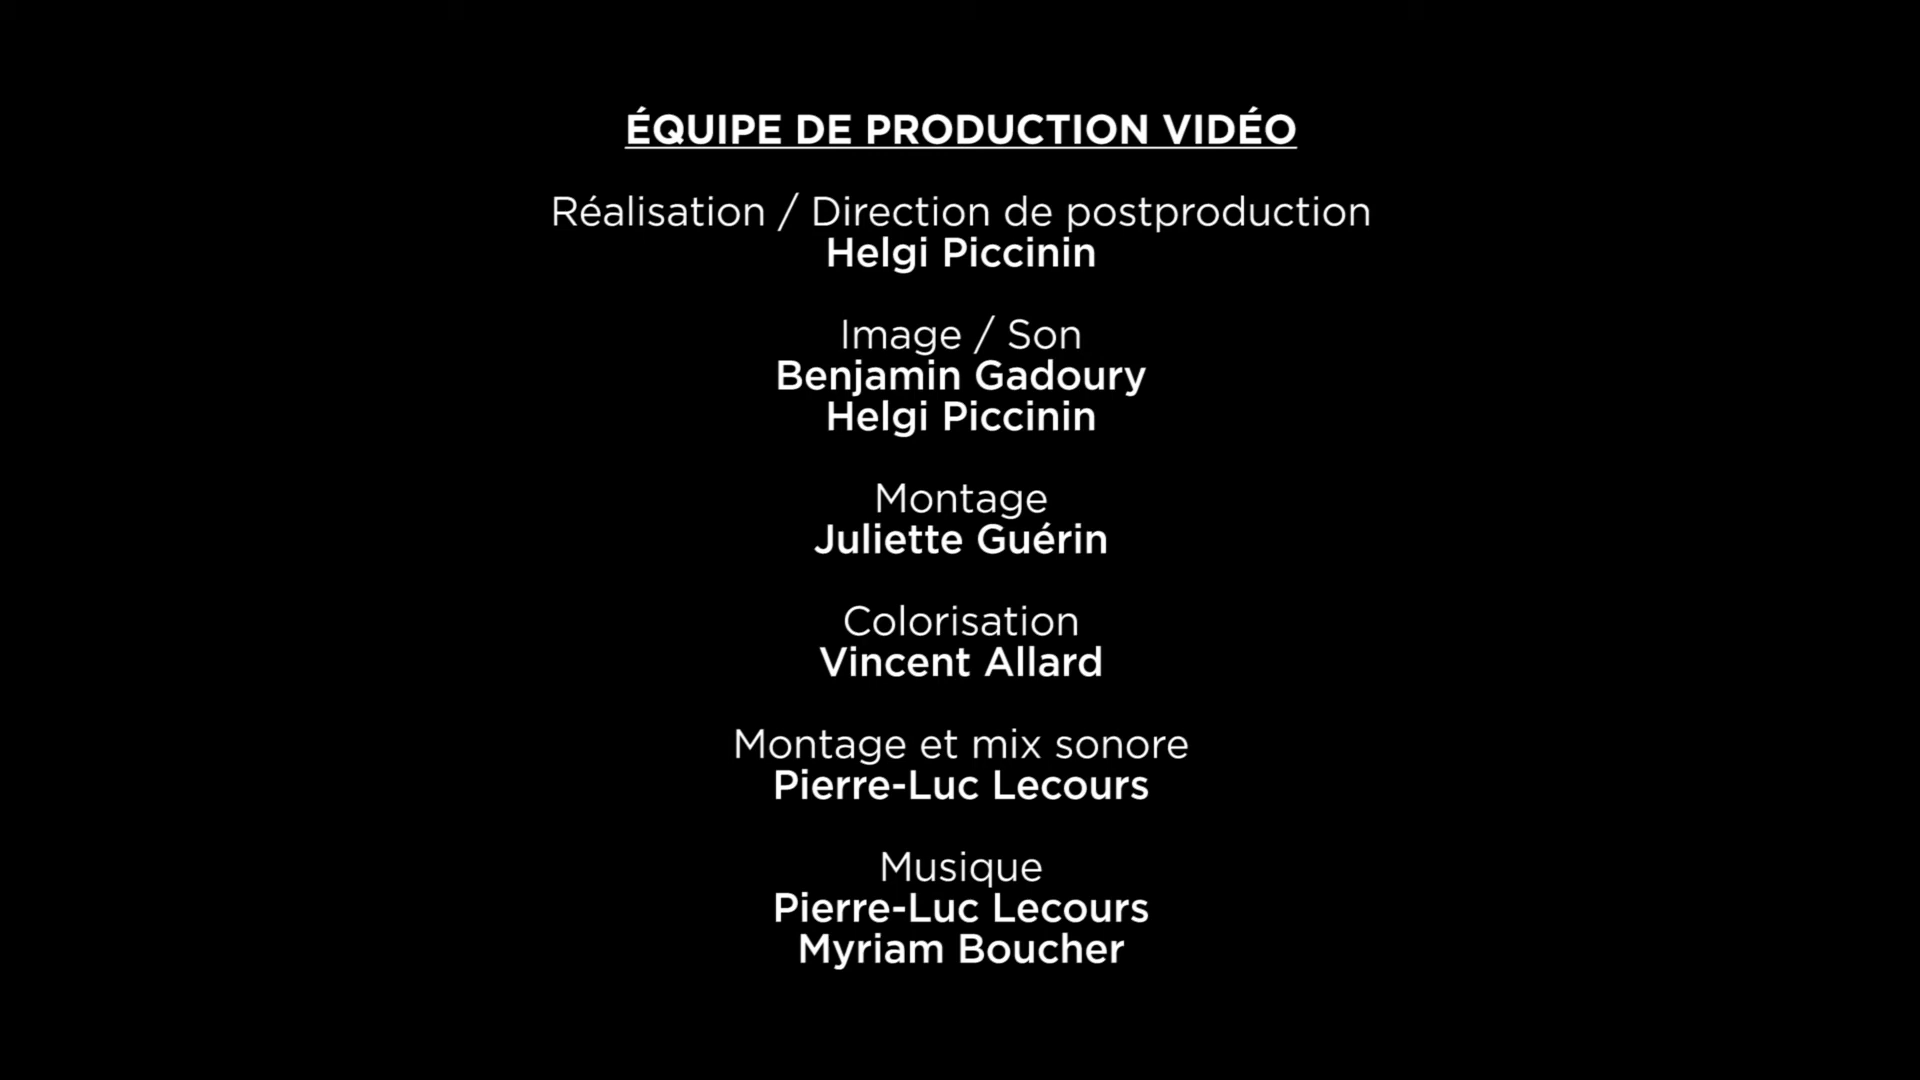 ÉQUIPE DE PRODUCTION VIDÉO
Réalisation / Direction de postproduction
Helgi Piccinin
Image / Son
Benjamin Gadoury
Helgi Piccinin
Montage
Juliette Guérin
Colorisation
Vincent Allard
Montage et mix sonore
Pierre-Luc Lecours
Musique
Pierre-Luc Lecours
Myriam Boucher